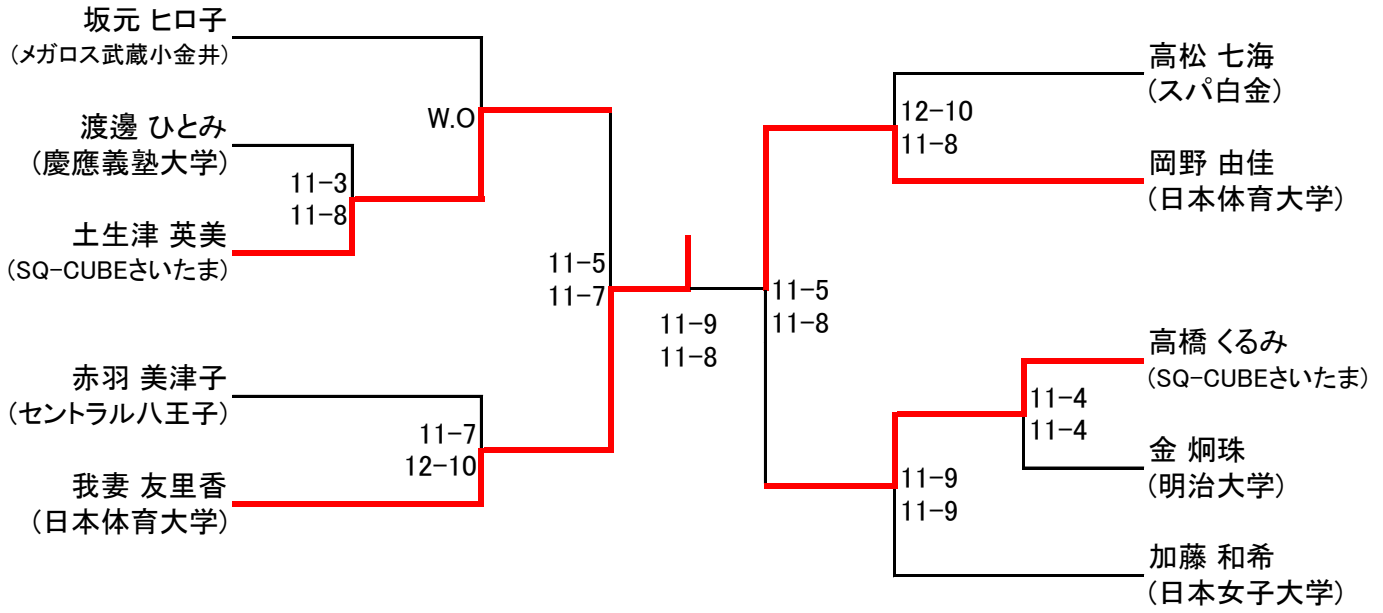 坂元 ヒロ子
(メガロス武蔵小金井)
渡邊 ひとみ
(慶應義塾大学)
土生津 英美
(SQ-CUBEさいたま)
赤羽 美津子
(セントラル八王子)
我妻 友里香
(日本体育大学)
W.O
11-3
11-8
11-7
12-10
11-5
11-7
11-9
11-8
11-5
11-8
12-10
11-8
11-4
11-4
11-9
11-9
高松 七海
(スパ白金)
岡野 由佳
(日本体育大学)
高橋 くるみ
(SQ-CUBEさいたま)
金 炯珠
(明治大学)
加藤 和希
(日本女子大学)